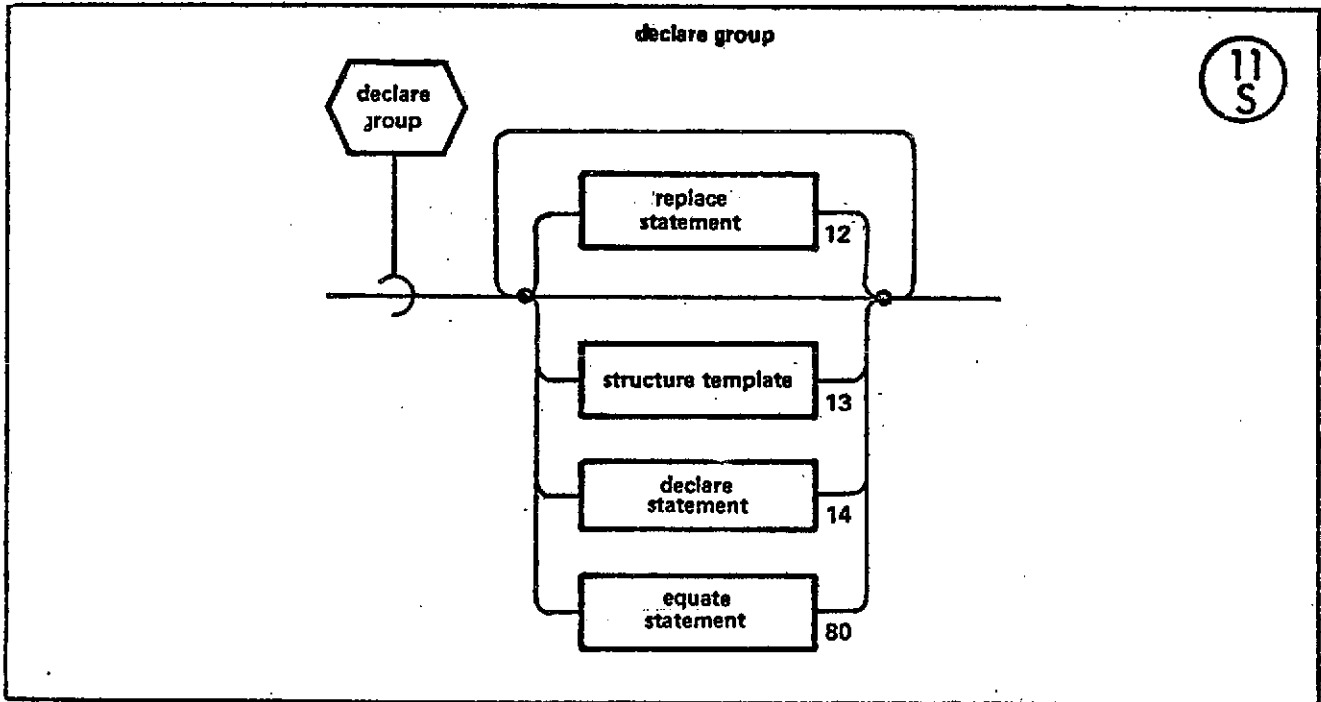 declare group
11
S
declare
group
replace
statement
12
structure template
13
declare
statement
14
equate
statement
80